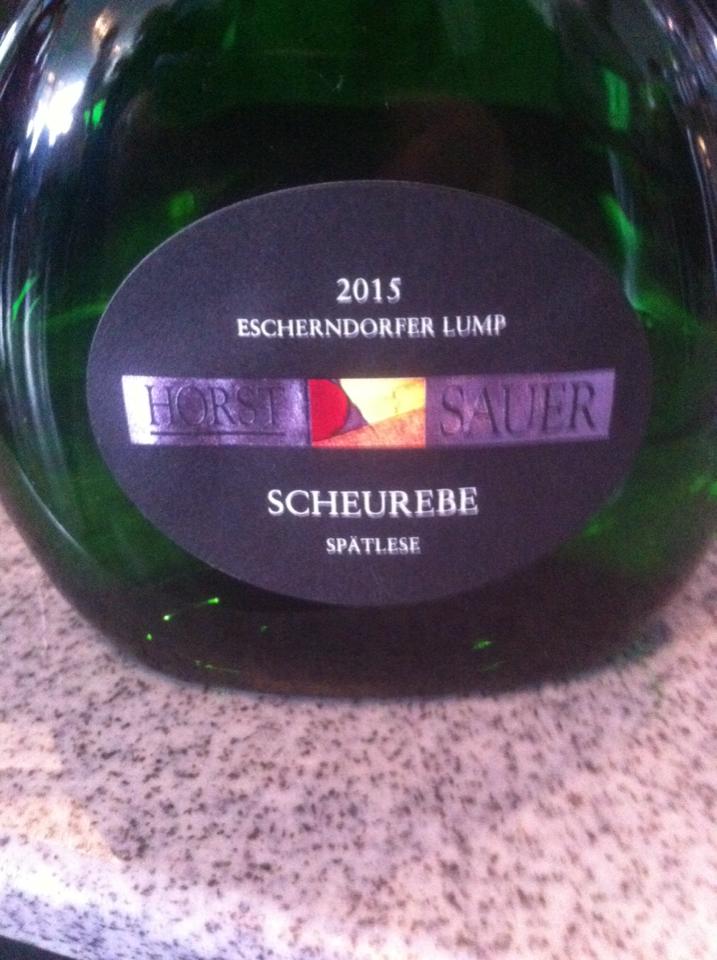 2015
ESCHERNDORFER LUMP
HORST SAUER
SCHEUREBE
SPÄTLESE